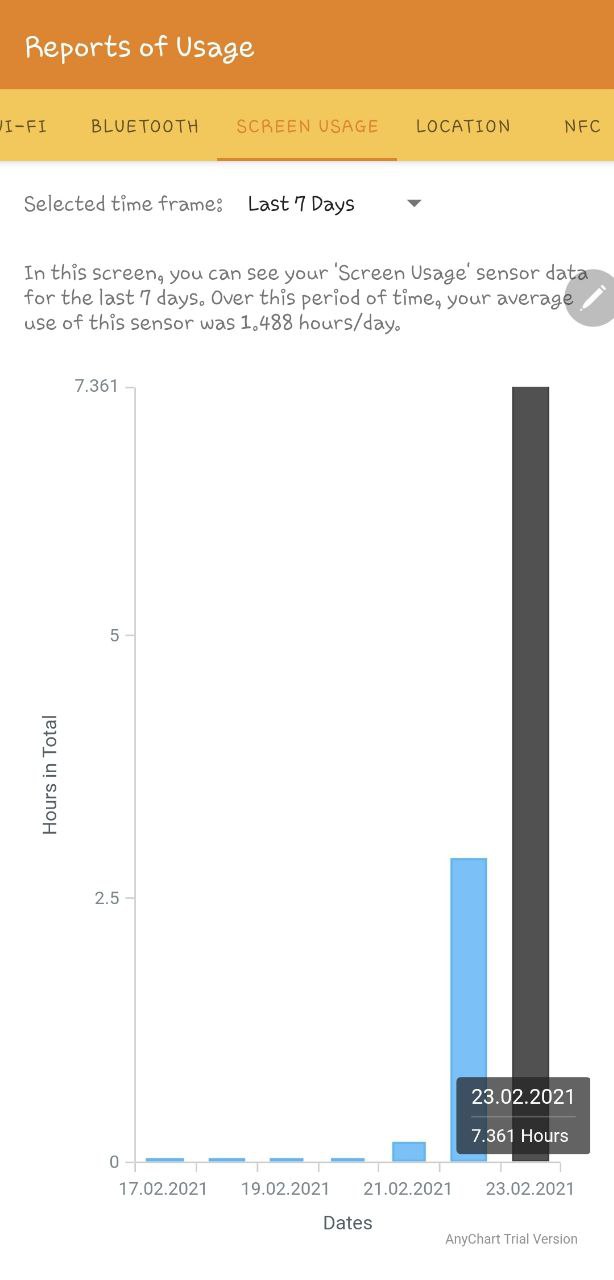 Reports of Usage
BLUETOOTH SCREEN USAGE LOCATION NFC
Selected time frame: Last 7 Days
In this screen, you can see your 'Screen Usage' sensor data
for the last 7 days. Over this period of time, your average
use of this sensor was 1.488 hours/day.
7.361
5
Hours in Total
2.5
23.02.2021
7.361 Hours
0
17.02.2021 19.02.2021 21.02.2021 23.02.2021
Dates
AnyChart Trial Version